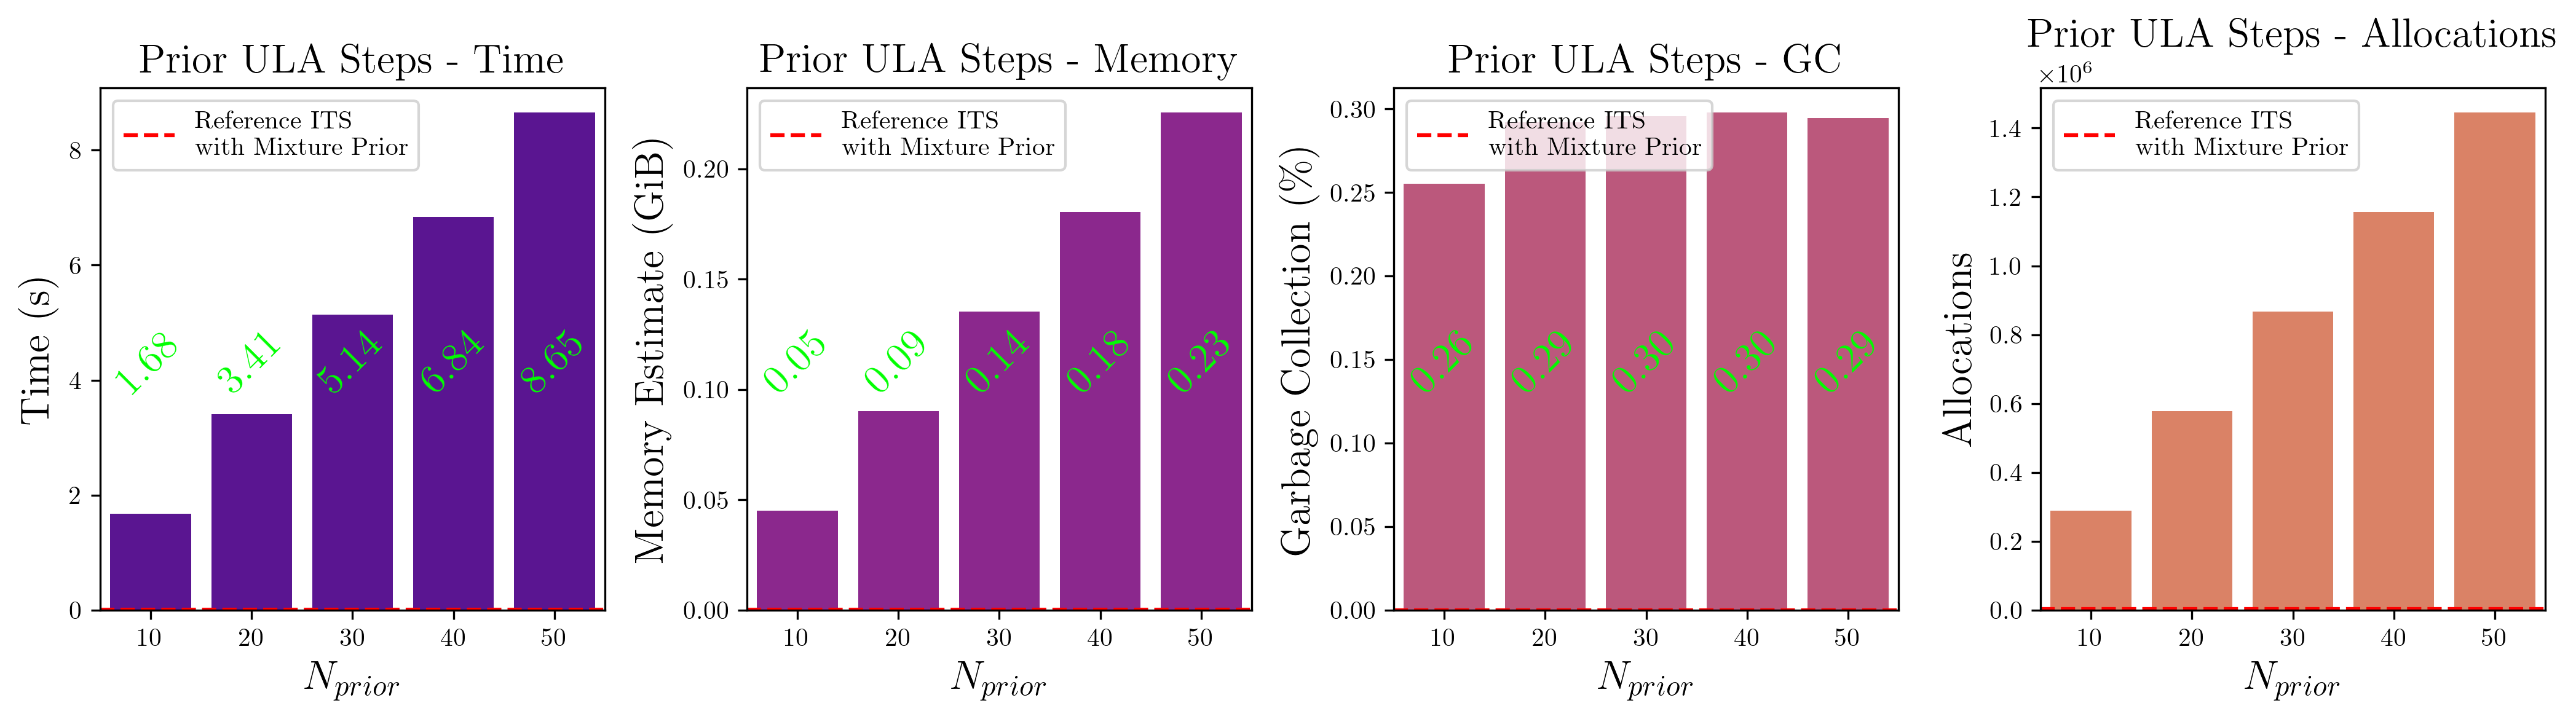 Prior ULA Steps - Time
Reference ITS
with Mixture Prior
Time (s)
8
6
4
2
0
1.68
3.41
5.14
6.84
8.65
10 20 30 40 50
N_prior
Prior ULA Steps - Memory
Reference ITS
with Mixture Prior
Memory Estimate (GiB)
0.20
0.15
0.10
0.05
0.00
0.05
0.09
0.14
0.18
0.23
10 20 30 40 50
N_prior
Prior ULA Steps - GC
Reference ITS
with Mixture Prior
Garbage Collection (%)
0.30
0.25
0.20
0.15
0.10
0.05
0.00
0.26
0.29
0.30
0.30
0.29
10 20 30 40 50
N_prior
Prior ULA Steps - Allocations
×10^6
Reference ITS
with Mixture Prior
Allocations
1.4
1.2
1.0
0.8
0.6
0.4
0.2
0.0
10 20 30 40 50
N_prior